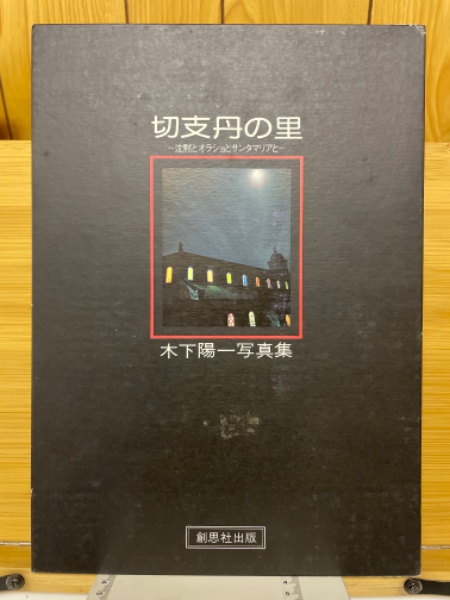 切支丹の里
−沈黙とオラショとサンタマリアと−
木下陽一写真集
創思社出版